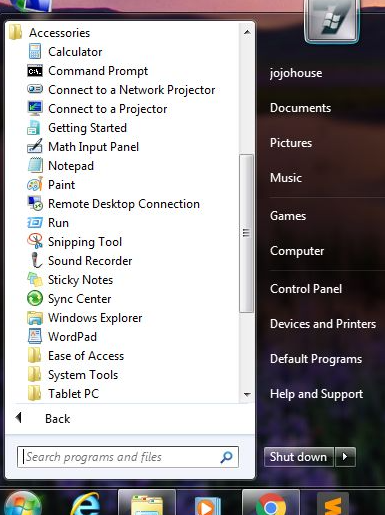 Accessories
Calculator
Command Prompt
Connect to a Network Projector
Connect to a Projector
Getting Started
Math Input Panel
Notepad
Paint
Remote Desktop Connection
Run
Snipping Tool
Sound Recorder
Sticky Notes
Sync Center
Windows Explorer
WordPad
Ease of Access
System Tools
Tablet PC
Back
Search programs and files
jojohouse
Documents
Pictures
Music
Games
Computer
Control Panel
Devices and Printers
Default Programs
Help and Support
Shut down